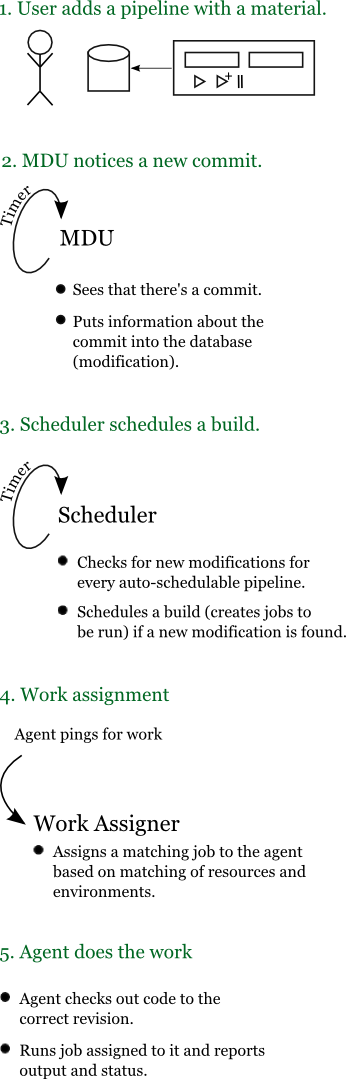 1. User adds a pipeline with a material.
2. MDU notices a new commit.
Timer
MDU
Sees that there's a commit.
Puts information about the
commit into the database
(modification).
3. Scheduler schedules a build.
Timer
Scheduler
Checks for new modifications for
every auto-schedulable pipeline.
Schedules a build (creates jobs to
be run) if a new modification is found.
4. Work assignment
Agent pings for work
Work Assigner
Assigns a matching job to the agent
based on matching of resources and
environments.
5. Agent does the work
Agent checks out code to the
correct revision.
Runs job assigned to it and reports
output and status.